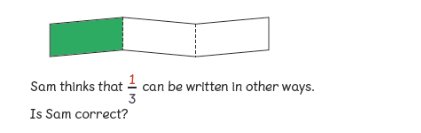 Sam thinks that 1/3 can be written in other ways.
Is Sam correct?